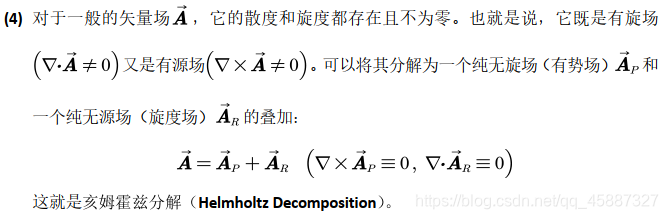 (4) 对于一般的矢量场 $\vec{A}$，它的散度和旋度都存在且不为零。也就是说，它既是有旋场
$(\nabla \cdot \vec{A} \neq 0)$ 又是有源场 $(\nabla \times \vec{A} \neq 0)$。可以将其分解为一个纯无旋场（有势场）$\vec{A}_P$ 和
一个纯无源场（旋度场）$\vec{A}_R$ 的叠加：
$\vec{A} = \vec{A}_P + \vec{A}_R \quad (\nabla \times \vec{A}_P \equiv 0, \nabla \cdot \vec{A}_R \equiv 0)$
这就是亥姆霍兹分解（Helmholtz Decomposition）。
https://blog.csdn.net/qq_45887327